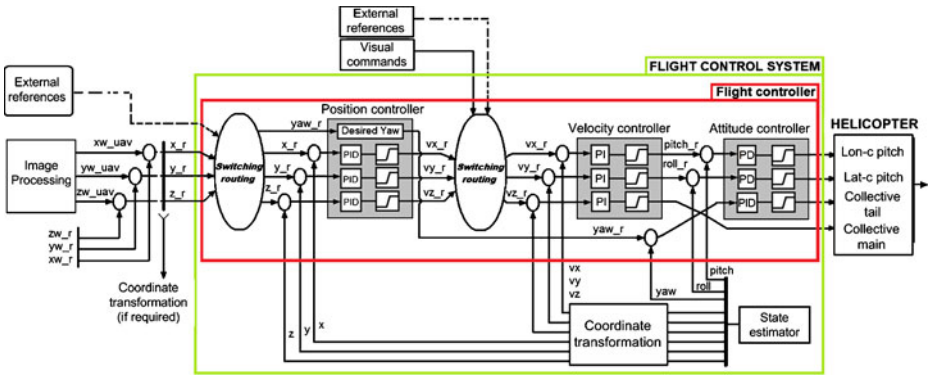 External
references
Visual
commands
FLIGHT CONTROL SYSTEM
Flight controller
External
references
Position controller
yaw_r
Desired Yaw
Velocity controller
Attitude controller
HELICOPTER
Image
Processing
xw_uav
yw_uav
zw_uav
x_r
y_r
z_r
Switching
routing
x_r
y_r
z_r
PID
PID
PID
vx_r
vy_r
vz_r
Switching
routing
vx_r
vy_r
vz_r
PI
PI
PI
pitch_r
roll_r
PD
PD
PID
Lon-c pitch
Lat-c pitch
Collective
tail
Collective
main
zw_r
yw_r
xw_r
yaw_r
Coordinate
transformation
(if required)
z
y
x
vx
vy
vz
yaw
roll
pitch
Coordinate
transformation
State
estimator